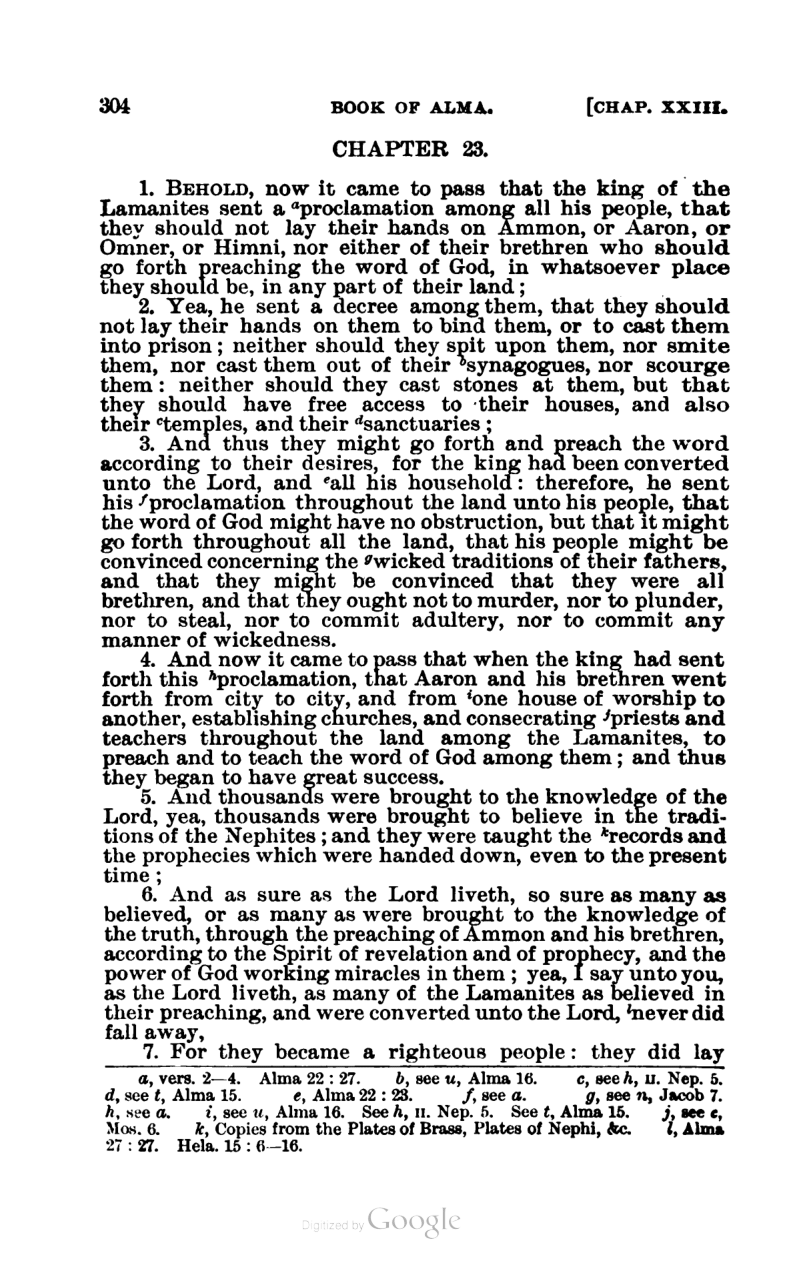 304 BOOK OF ALMA. [CHAP. XXIII.
CHAPTER 23.
1. BEHOLD, now it came to pass that the king of the
Lamanites sent a ᵃproclamation among all his people, that
they should not lay their hands on Ammon, or Aaron, or
Omner, or Himni, nor either of their brethren who should
go forth preaching the word of God, in whatsoever place
they should be, in any part of their land;
2. Yea, he sent a decree among them, that they should
not lay their hands on them to bind them, or to cast them
into prison; neither should they spit upon them, nor smite
them, nor cast them out of their ᵇsynagogues, nor scourge
them: neither should they cast stones at them, but that
they should have free access to their houses, and also
their ᶜtemples, and their ᵈsanctuaries;
3. And thus they might go forth and preach the word
according to their desires, for the king had been converted
unto the Lord, and ᵉall his household: therefore, he sent
his ᶠproclamation throughout the land unto his people, that
the word of God might have no obstruction, but that it might
go forth throughout all the land, that his people might be
convinced concerning the ᵍwicked traditions of their fathers,
and that they might be convinced that they were all
brethren, and that they ought not to murder, nor to plunder,
nor to steal, nor to commit adultery, nor to commit any
manner of wickedness.
4. And now it came to pass that when the king had sent
forth this ʰproclamation, that Aaron and his brethren went
forth from city to city, and from ⁱone house of worship to
another, establishing churches, and consecrating ʲpriests and
teachers throughout the land among the Lamanites, to
preach and to teach the word of God among them; and thus
they began to have great success.
5. And thousands were brought to the knowledge of the
Lord, yea, thousands were brought to believe in the tradi-
tions of the Nephites; and they were taught the ᵏrecords and
the prophecies which were handed down, even to the present
time;
6. And as sure as the Lord liveth, so sure as many as
believed, or as many as were brought to the knowledge of
the truth, through the preaching of Ammon and his brethren,
according to the Spirit of revelation and of prophecy, and the
power of God working miracles in them; yea, I say unto you,
as the Lord liveth, as many of the Lamanites as believed in
their preaching, and were converted unto the Lord, ˡnever did
fall away,
7. For they became a righteous people: they did lay
a, vers. 2—4. Alma 22:27. b, see u, Alma 16. c, see h, II. Nep. 5.
d, see t, Alma 15. e, Alma 22:23. f, see a. g, see n, Jacob 7.
h, see a. i, see u, Alma 16. See h, II. Nep. 5. See t, Alma 15. j, see e,
Mos. 6. k, Copies from the Plates of Brass, Plates of Nephi, &c. l, Alma
27:27. Hela. 15:6—16.
Digitized by Google